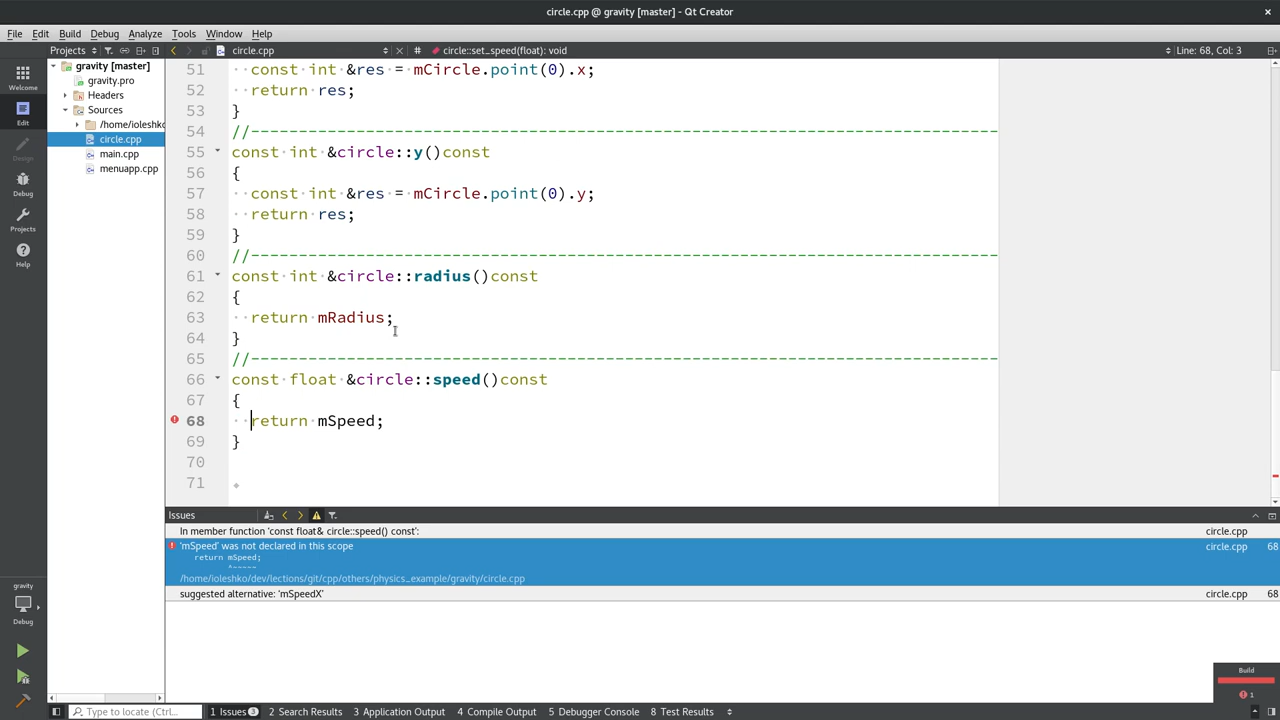 circle.cpp @ gravity [master] - Qt Creator
File Edit Build Debug Analyze Tools Window Help
Projects circle.cpp # circle::set_speed(float): void Line: 68, Col: 3
Welcome
Edit
Design
Debug
Projects
Help
gravity
Debug
gravity [master]
gravity.pro
Headers
Sources
/home/ioleshko
circle.cpp
main.cpp
menuapp.cpp
51 const int &res = mCircle.point(0).x;
52 return res;
53 }
54 //------------------------------------------------------------------------------
55 const int &circle::y()const
56 {
57 const int &res = mCircle.point(0).y;
58 return res;
59 }
60 //------------------------------------------------------------------------------
61 const int &circle::radius()const
62 {
63 return mRadius;
64 }
65 //------------------------------------------------------------------------------
66 const float &circle::speed()const
67 {
68 return mSpeed;
69 }
70
71
Issues
In member function 'const float& circle::speed() const': circle.cpp
'mSpeed' was not declared in this scope circle.cpp 68
return mSpeed;
^~~~~~
/home/ioleshko/dev/lections/git/cpp/others/physics_example/gravity/circle.cpp
suggested alternative: 'mSpeedX' circle.cpp 68
Build
1
Type to locate (Ctrl... 1 Issues 3 2 Search Results 3 Application Output 4 Compile Output 5 Debugger Console 8 Test Results